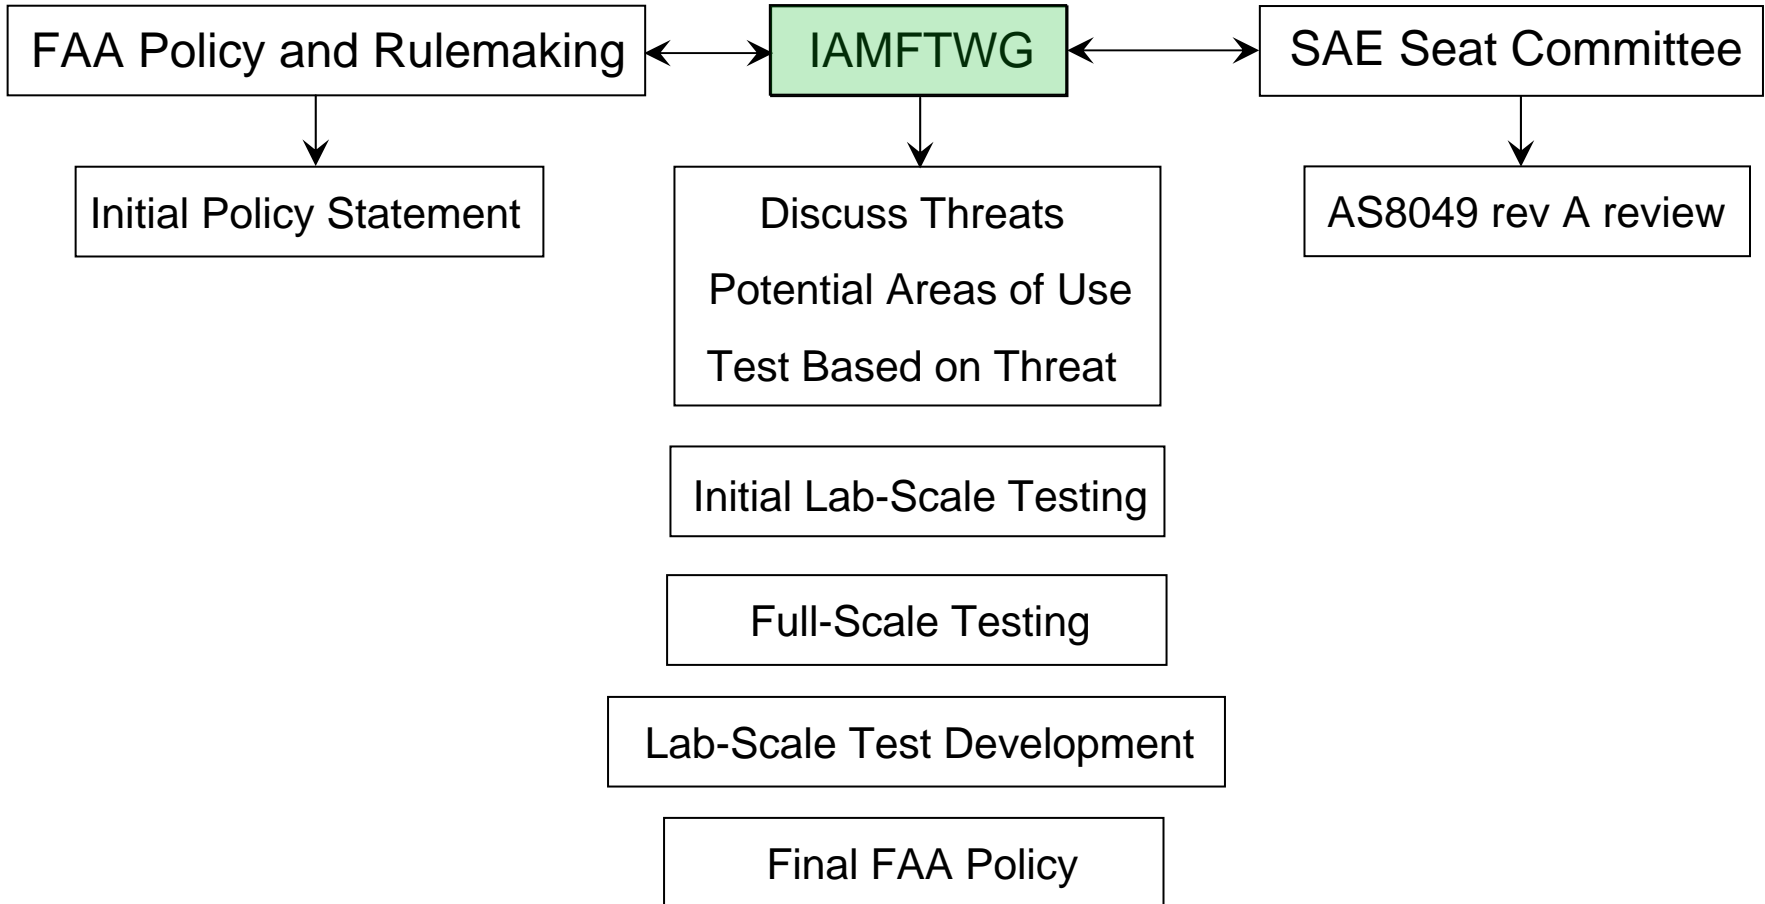 FAA Policy and Rulemaking
IAMFTWG
SAE Seat Committee
Initial Policy Statement
Discuss Threats
Potential Areas of Use
Test Based on Threat
AS8049 rev A review
Initial Lab-Scale Testing
Full-Scale Testing
Lab-Scale Test Development
Final FAA Policy